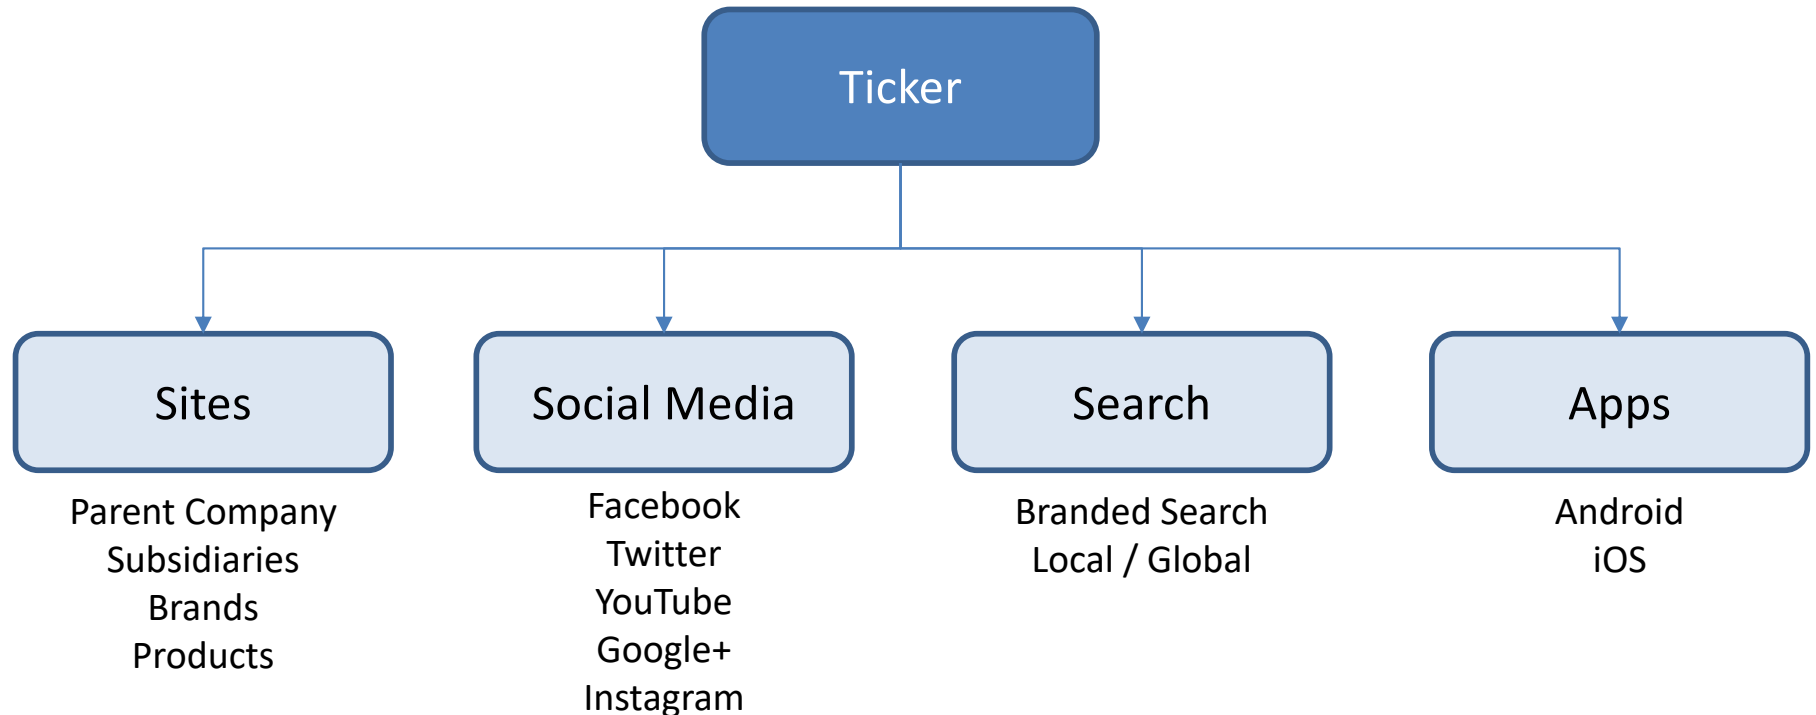 Ticker
Sites
Social Media
Search
Apps
Parent Company
Subsidiaries
Brands
Products
Facebook
Twitter
YouTube
Google+
Instagram
Branded Search
Local / Global
Android
iOS